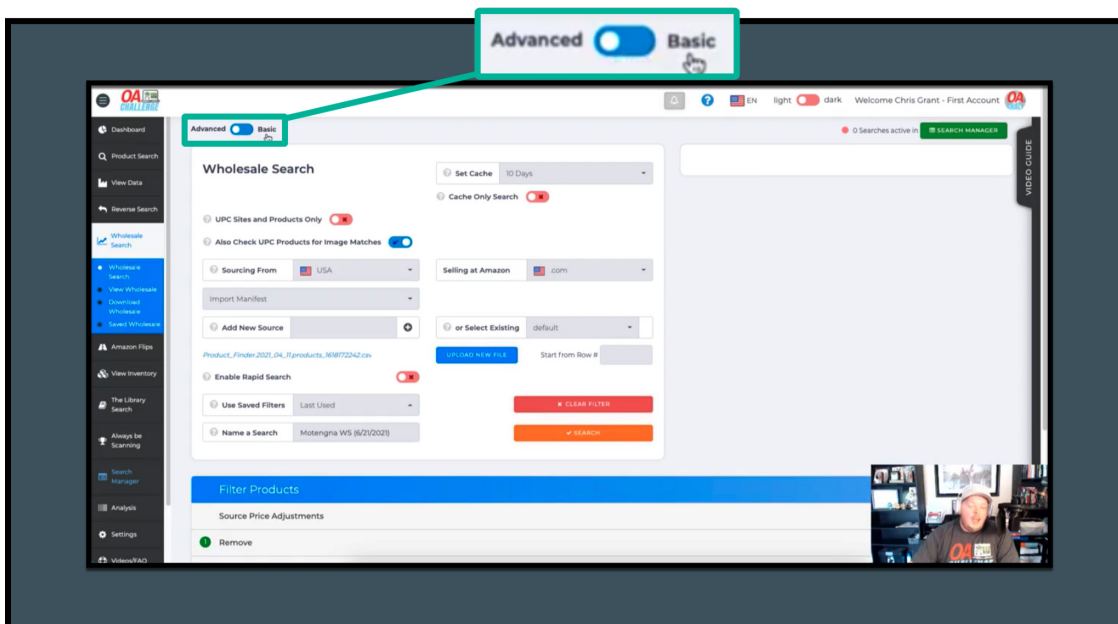 Advanced Basic
OA
CHALLENGE
EN light dark Welcome Chris Grant - First Account OA
Advanced Basic
0 Searches active in SEARCH MANAGER
VIDEO GUIDE
Dashboard
Product Search
View Data
Reverse Search
Wholesale
Search
Wholesale
Search
View Wholesale
Download
Wholesale
Saved Wholesale
Amazon Flips
View Inventory
The Library
Search
Always be
Scanning
Search
Manager
Analysis
Settings
Videos/FAQ
Wholesale Search
Set Cache 10 Days
Cache Only Search
UPC Sites and Products Only
Also Check UPC Products for Image Matches
Sourcing From USA
Selling at Amazon .com
Import Manifest
Add New Source
or Select Existing default
Product_Finder.2021_04_11.products_1618172242.csv
UPLOAD NEW FILE Start from Row #
Enable Rapid Search
Use Saved Filters Last Used
CLEAR FILTER
Name a Search Motengna WS (6/21/2021)
SEARCH
Filter Products
Source Price Adjustments
1 Remove
OA